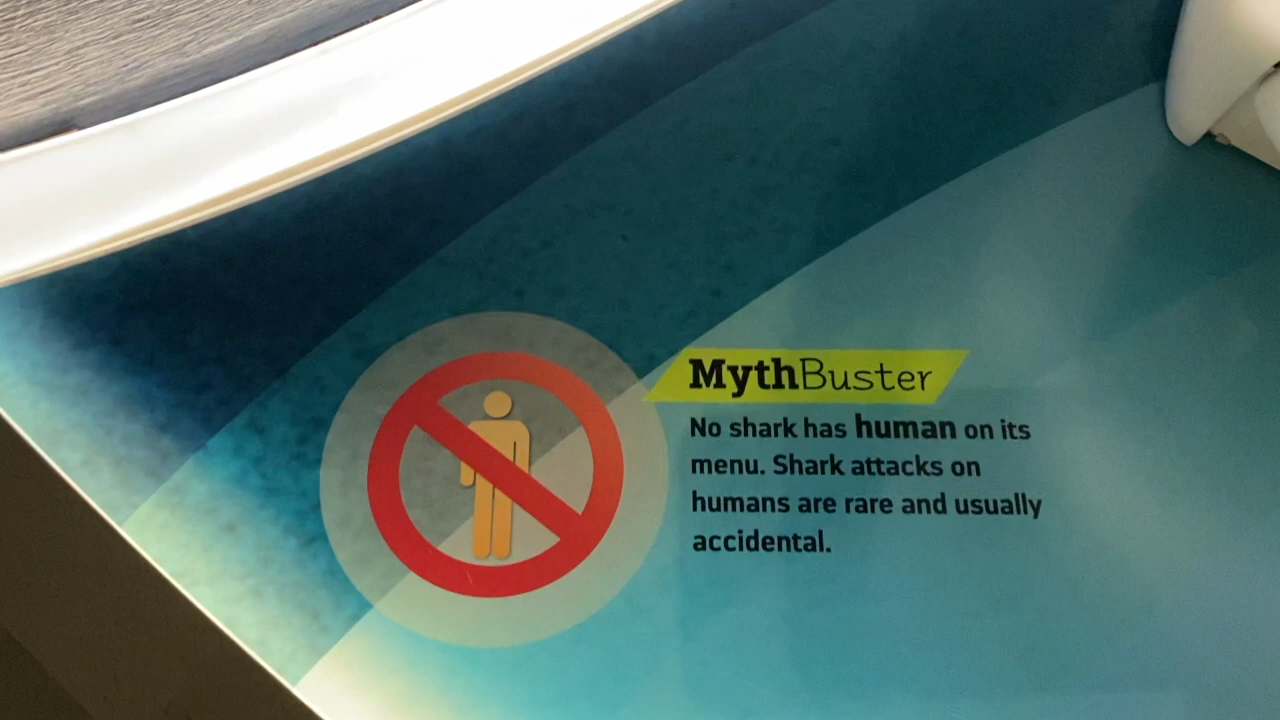 MythBuster
No shark has human on its
menu. Shark attacks on
humans are rare and usually
accidental.